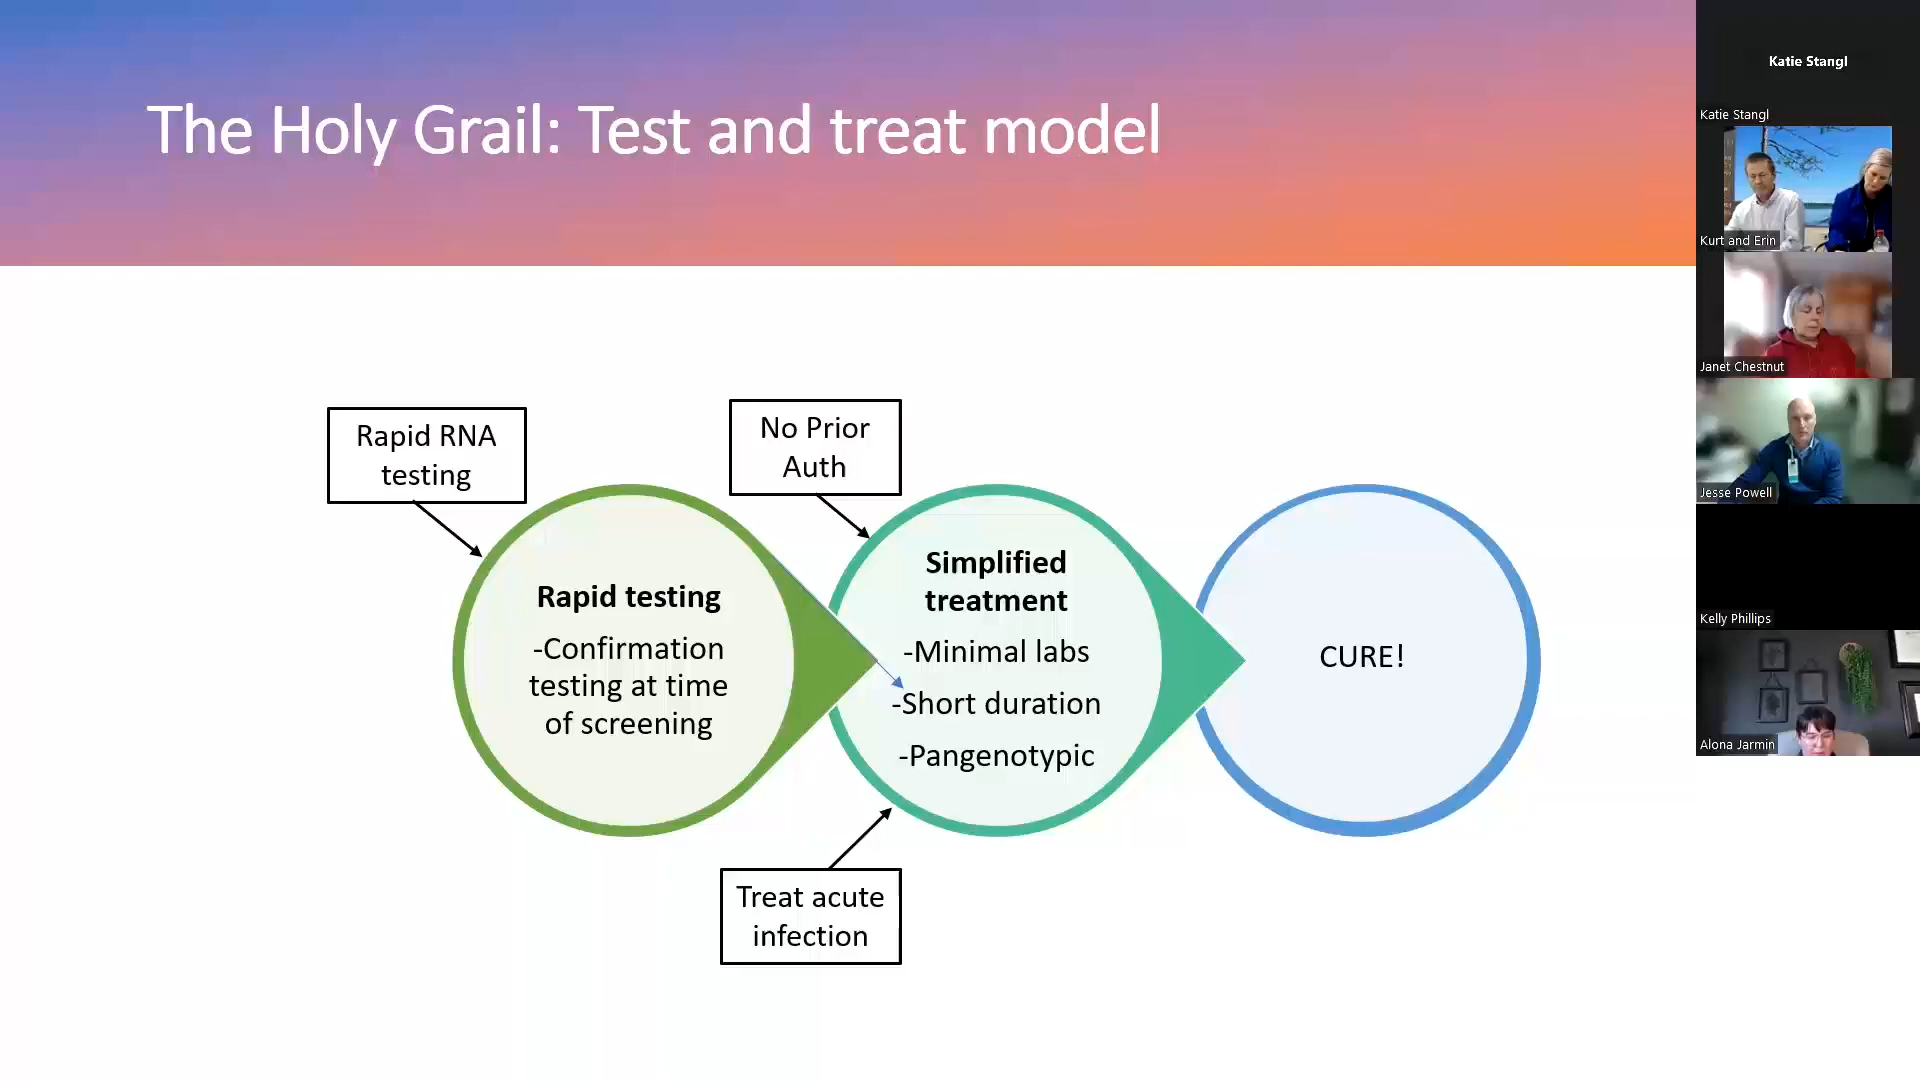 The Holy Grail: Test and treat model
Rapid RNA
testing
No Prior
Auth
Rapid testing
-Confirmation
testing at time
of screening
Simplified
treatment
-Minimal labs
-Short duration
-Pangenotypic
CURE!
Treat acute
infection
Katie Stangl
Katie Stangl
Kurt and Erin
Janet Chestnut
Jesse Powell
Kelly Phillips
Alona Jarmin